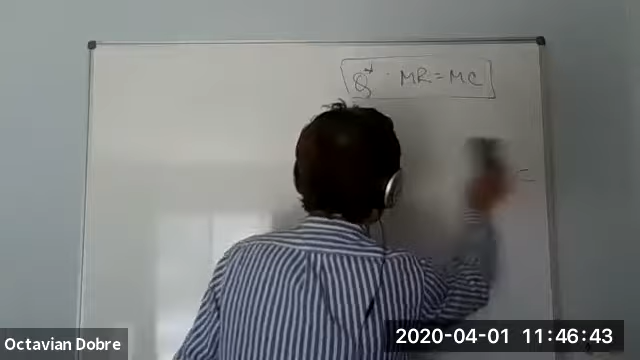 Q* : MR = MC
=
Octavian Dobre
2020-04-01 11:46:43